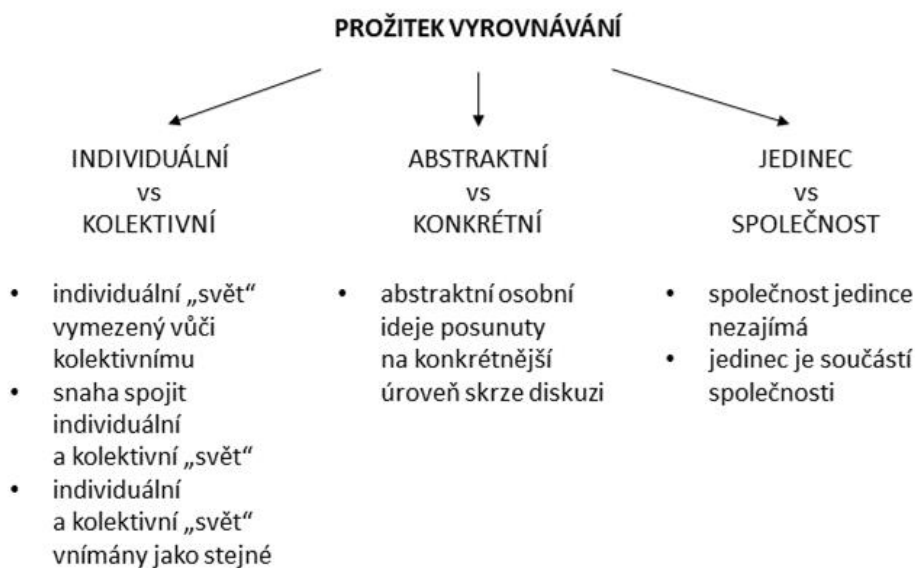 PROŽITEK VYROVNÁVÁNÍ
INDIVIDUÁLNÍ
vs
KOLEKTIVNÍ
• individuální „svět“
vymezený vůči
kolektivnímu
• snaha spojit
individuální
a kolektivní „svět“
• individuální
a kolektivní „svět“
vnímány jako stejné
ABSTRAKTNÍ
vs
KONKRÉTNÍ
• abstraktní osobní
ideje posunuty
na konkrétnější
úroveň skrze diskuzi
JEDINEC
vs
SPOLEČNOST
• společnost jedince
nezajímá
• jedinec je součástí
společnosti